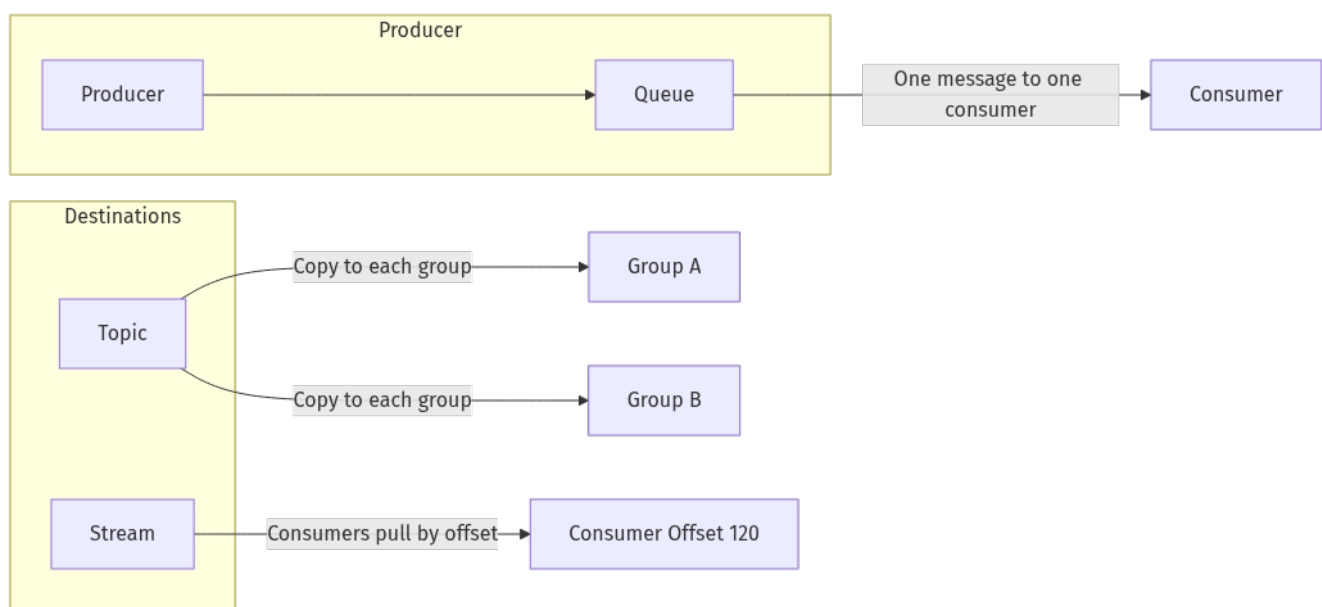 Producer
Producer
Queue
One message to one
consumer
Consumer
Destinations
Copy to each group
Group A
Topic
Copy to each group
Group B
Stream
Consumers pull by offset
Consumer Offset 120